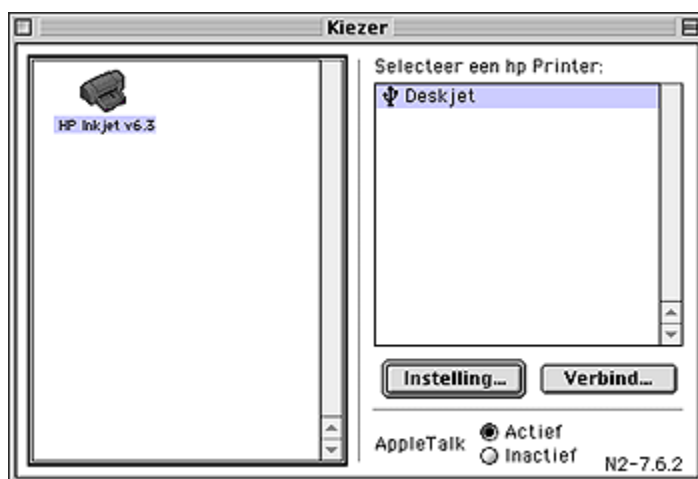 Kiezer
HP Inkjet v6.3
Selecteer een hp Printer:
Deskjet
Instelling...
Verbind...
AppleTalk
Actief
Inactief
N2-7.6.2